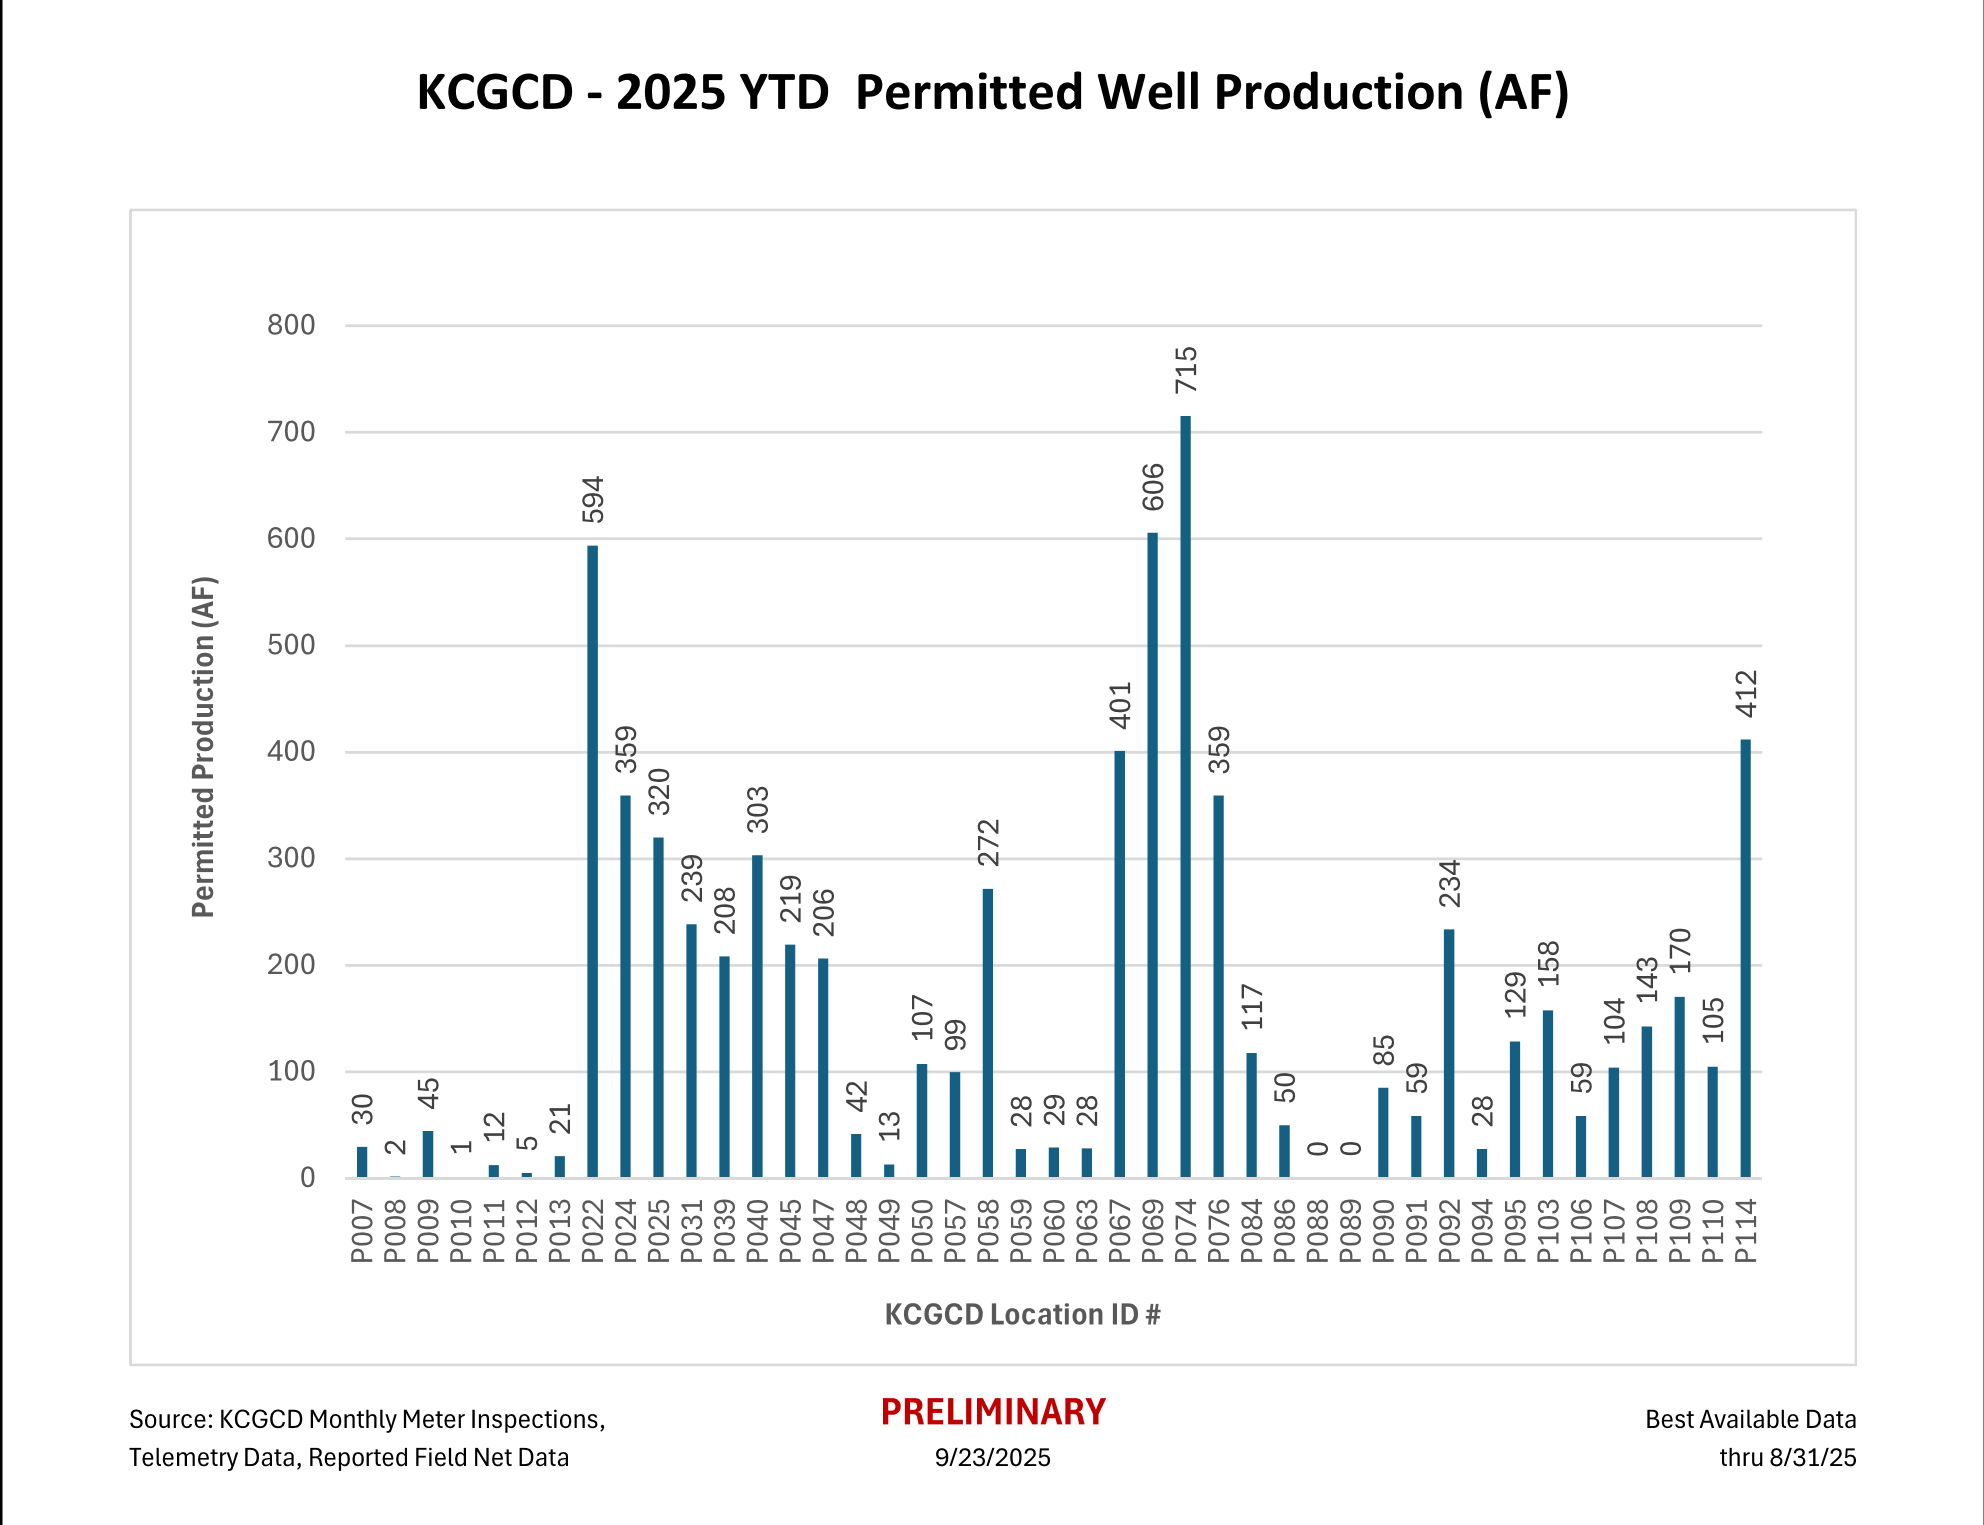 KCGCD - 2025 YTD  Permitted Well Production (AF)
800
700
600
500
400
300
200
100
0
Permitted Production (AF)
30
2
45
1
12
5
21
594
359
320
239
208
303
219
206
42
13
107
99
272
28
29
28
401
606
715
359
117
50
0
0
85
59
234
28
129
158
59
104
143
170
105
412
P007
P008
P009
P010
P011
P012
P013
P022
P024
P025
P031
P039
P040
P045
P047
P048
P049
P050
P057
P058
P059
P060
P063
P067
P069
P074
P076
P084
P086
P088
P089
P090
P091
P092
P094
P095
P103
P106
P107
P108
P109
P110
P114
KCGCD Location ID #
Source: KCGCD Monthly Meter Inspections,
Telemetry Data, Reported Field Net Data
PRELIMINARY
9/23/2025
Best Available Data
thru 8/31/25